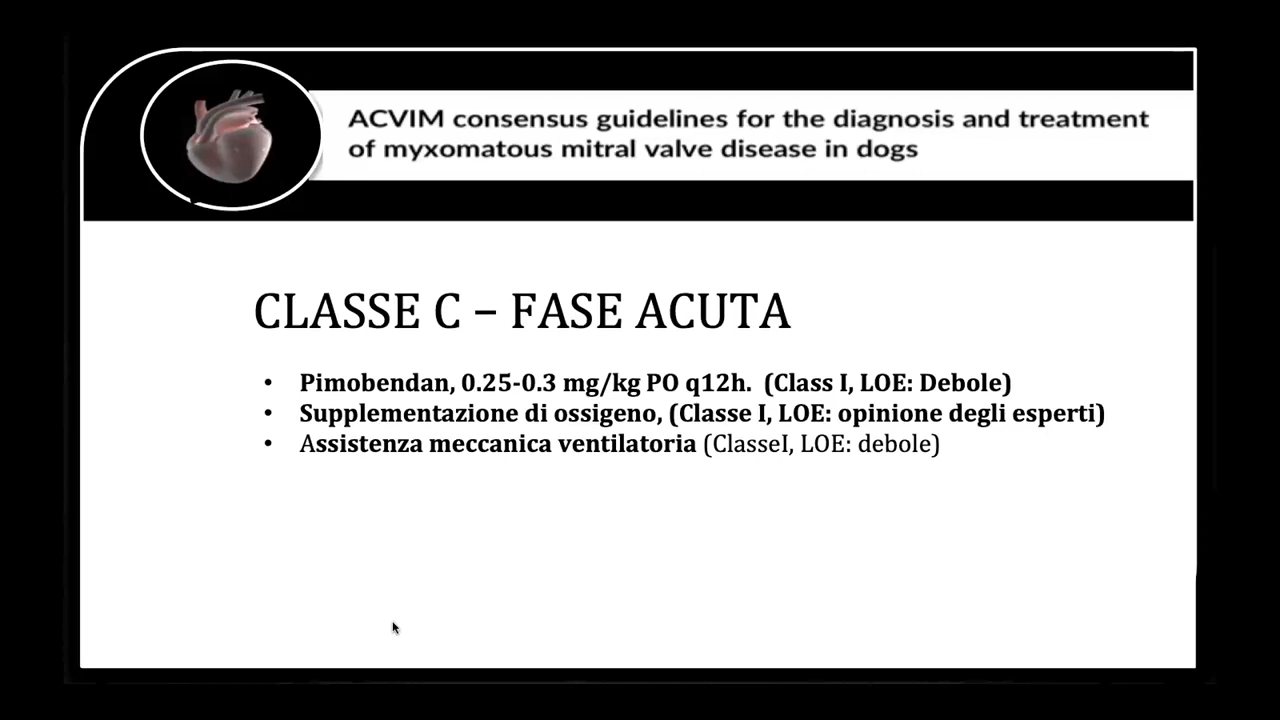 ACVIM consensus guidelines for the diagnosis and treatment
of myxomatous mitral valve disease in dogs
CLASSE C – FASE ACUTA
• Pimobendan, 0.25-0.3 mg/kg PO q12h. (Class I, LOE: Debole)
• Supplementazione di ossigeno, (Classe I, LOE: opinione degli esperti)
• Assistenza meccanica ventilatoria (ClasseI, LOE: debole)